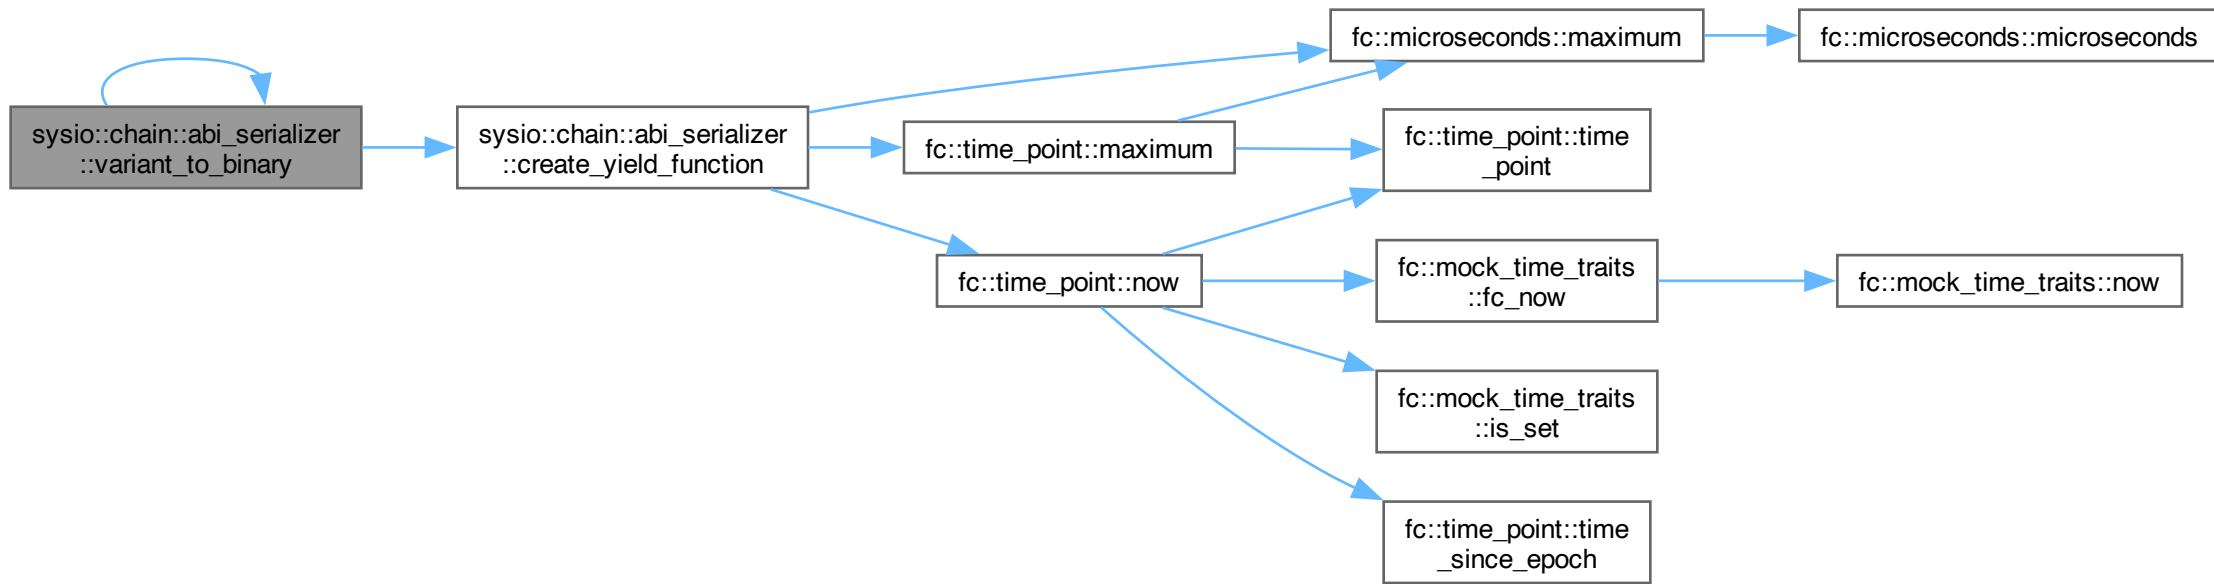 sysio::chain::abi_serializer
::variant_to_binary
sysio::chain::abi_serializer
::create_yield_function
fc::microseconds::maximum
fc::microseconds::microseconds
fc::time_point::maximum
fc::time_point::time
_point
fc::time_point::now
fc::mock_time_traits
::fc_now
fc::mock_time_traits::now
fc::mock_time_traits
::is_set
fc::time_point::time
_since_epoch